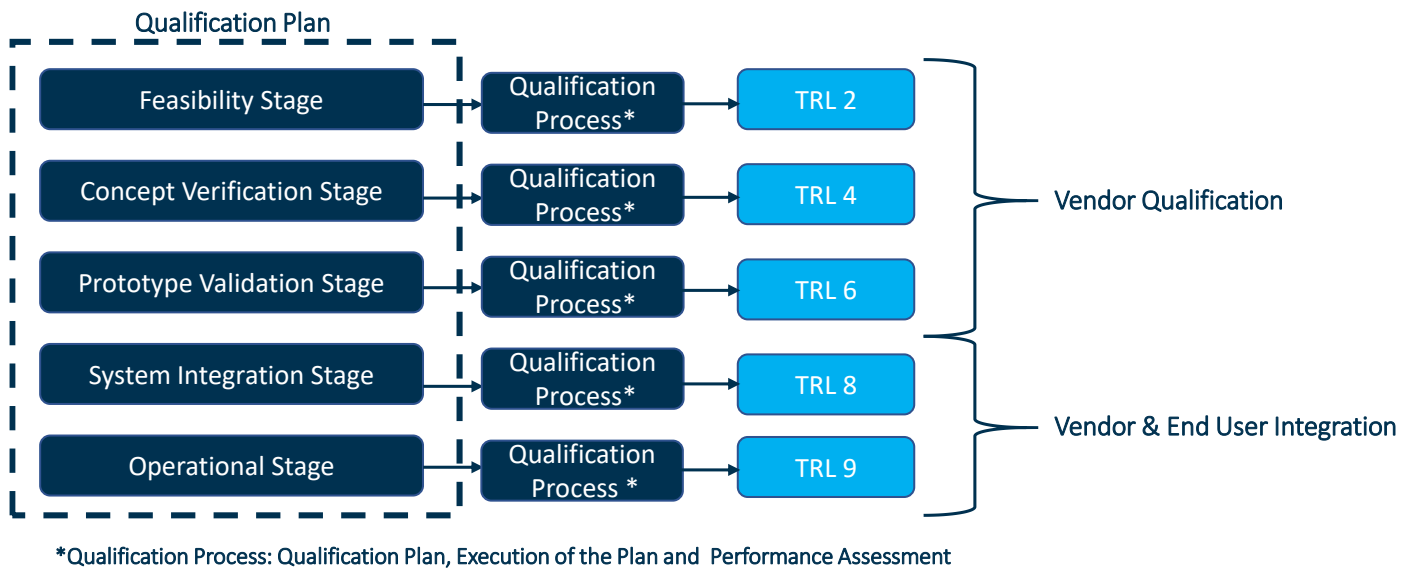 Qualification Plan
Feasibility Stage
Qualification
Process*
TRL 2
Concept Verification Stage
Qualification
Process*
TRL 4
Vendor Qualification
Prototype Validation Stage
Qualification
Process*
TRL 6
System Integration Stage
Qualification
Process*
TRL 8
Vendor & End User Integration
Operational Stage
Qualification
Process *
TRL 9
*Qualification Process: Qualification Plan, Execution of the Plan and Performance Assessment